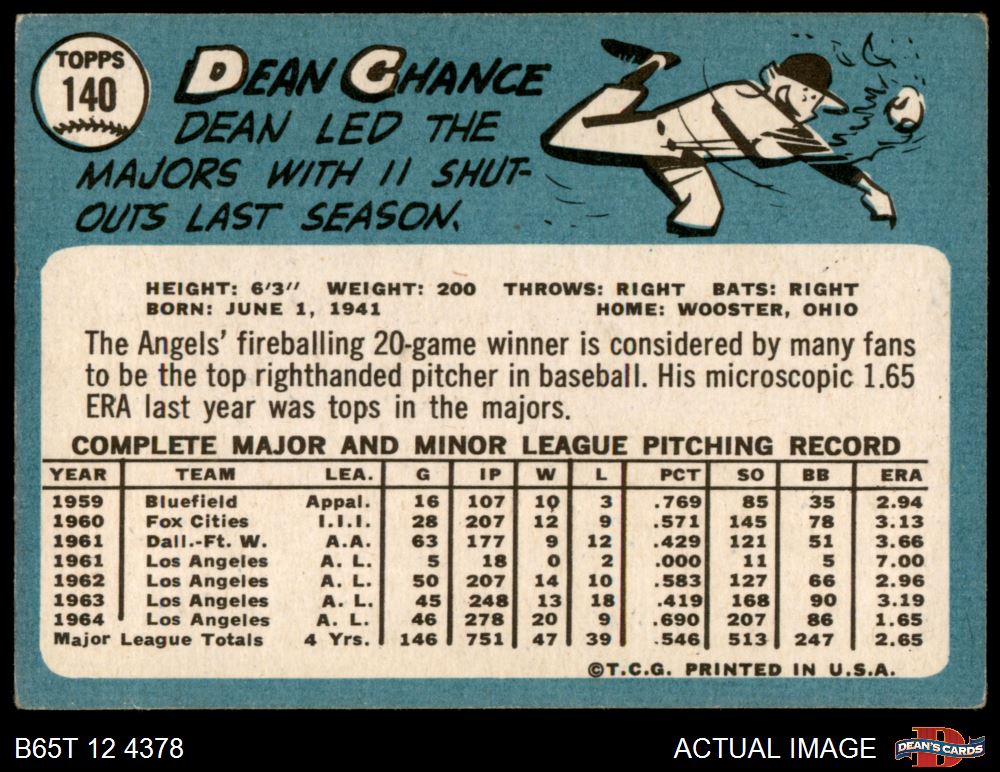 TOPPS
140
DEAN CHANCE
DEAN LED THE
MAJORS WITH 11 SHUT-
OUTS LAST SEASON.
HEIGHT: 6'3" WEIGHT: 200 THROWS: RIGHT BATS: RIGHT
BORN: JUNE 1, 1941 HOME: WOOSTER, OHIO
The Angels' fireballing 20-game winner is considered by many fans
to be the top righthanded pitcher in baseball. His microscopic 1.65
ERA last year was tops in the majors.
COMPLETE MAJOR AND MINOR LEAGUE PITCHING RECORD
YEAR TEAM LEA. G IP W L PCT SO BB ERA
1959 Bluefield Appal. 16 107 10 3 .769 85 35 2.94
1960 Fox Cities I.I.I. 28 207 12 9 .571 145 78 3.13
1961 Dall.-Ft. W. A.A. 63 177 9 12 .429 121 51 3.66
1961 Los Angeles A. L. 5 18 0 2 .000 11 5 7.00
1962 Los Angeles A. L. 50 207 14 10 .583 127 66 2.96
1963 Los Angeles A. L. 45 248 13 18 .419 168 90 3.19
1964 Los Angeles A. L. 46 278 20 9 .690 207 86 1.65
Major League Totals 4 Yrs. 146 751 47 39 .546 513 247 2.65
©T.C.G. PRINTED IN U.S.A.
B65T 12 4378
ACTUAL IMAGE
D
DEAN'S CARDS